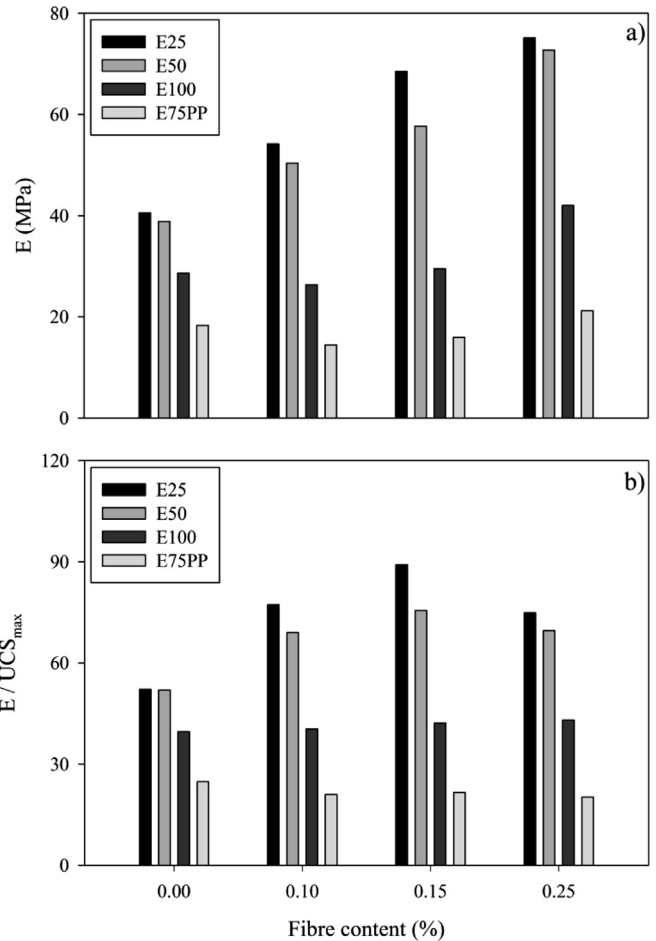 80
60
40
20
0
E (MPa)
E25
E50
E100
E75PP
a)
120
90
60
30
0
E / UCSmax
E25
E50
E100
E75PP
b)
0.00 0.10 0.15 0.25
Fibre content (%)